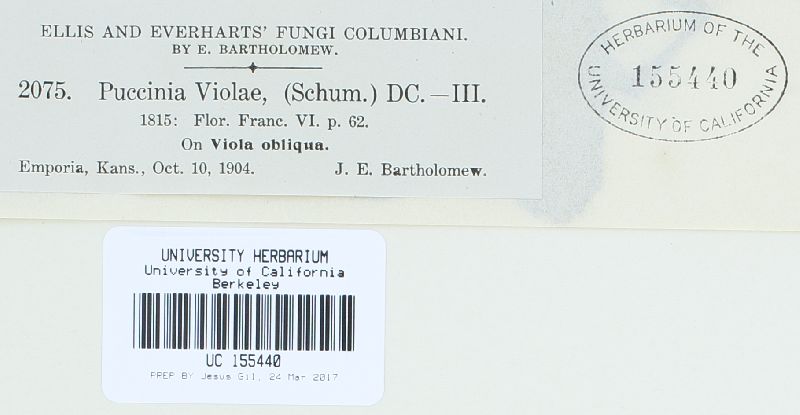 ELLIS AND EVERHARTS' FUNGI COLUMBIANI.
BY E. BARTHOLOMEW.
2075. Puccinia Violae, (Schum.) DC.—III.
1815: Flor. Franc. VI. p. 62.
On Viola obliqua.
Emporia, Kans., Oct. 10, 1904. J. E. Bartholomew.
HERBARIUM OF THE
155440
UNIVERSITY OF CALIFORNIA
UNIVERSITY HERBARIUM
University of California
Berkeley
UC 155440
PREP BY Jesus Gil, 24 Mar 2017